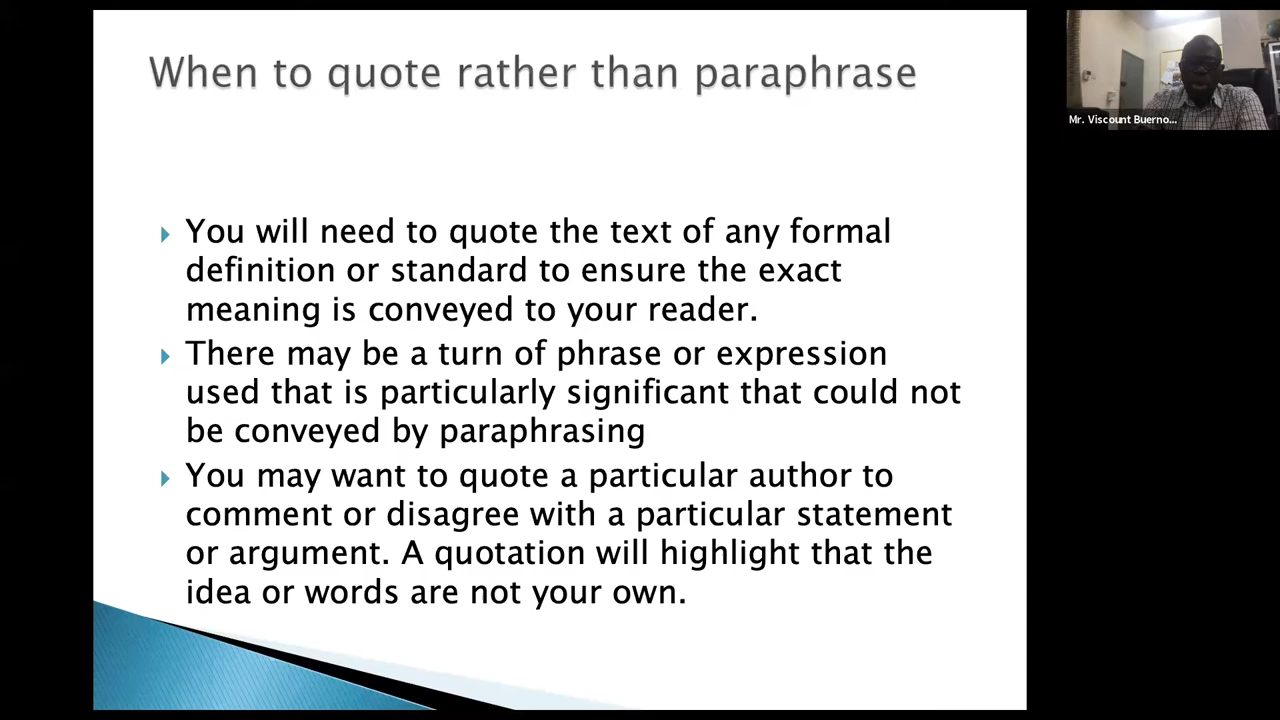 When to quote rather than paraphrase
You will need to quote the text of any formal
definition or standard to ensure the exact
meaning is conveyed to your reader.
There may be a turn of phrase or expression
used that is particularly significant that could not
be conveyed by paraphrasing
You may want to quote a particular author to
comment or disagree with a particular statement
or argument. A quotation will highlight that the
idea or words are not your own.
Mr. Viscount Buerno...